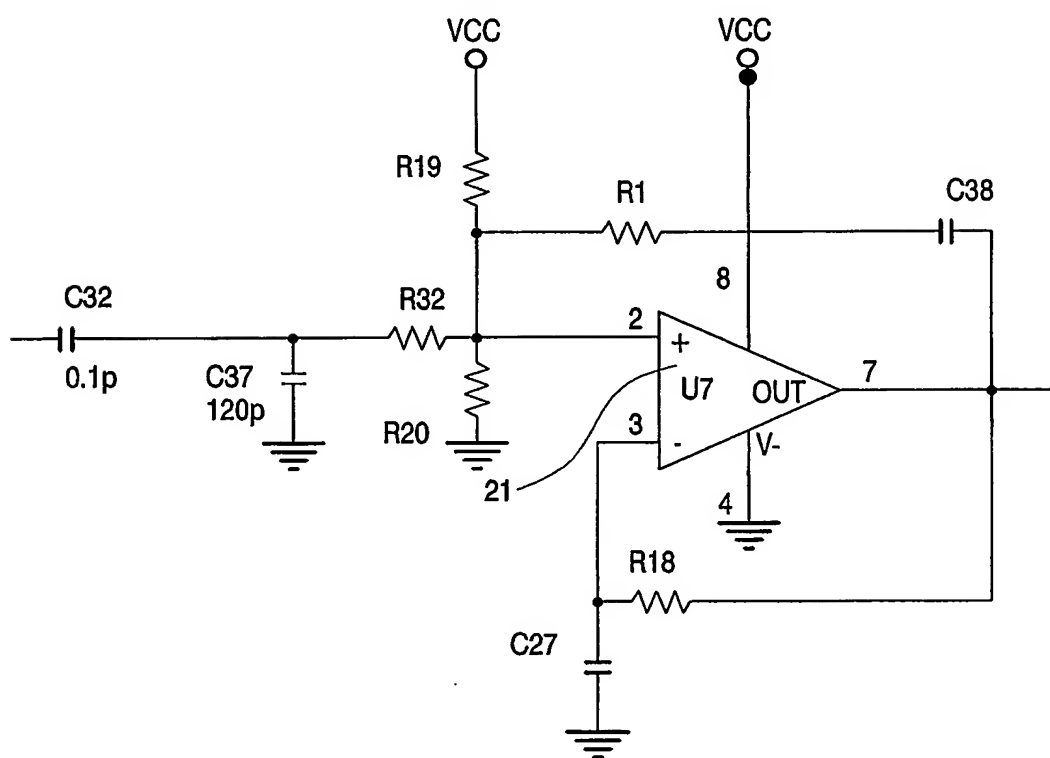 VCC
VCC
R19
R1
C38
8
C32
R32
2
0.1p
C37
120p
+
U7
OUT
7
R20
3
-
V-
21
4
R18
C27